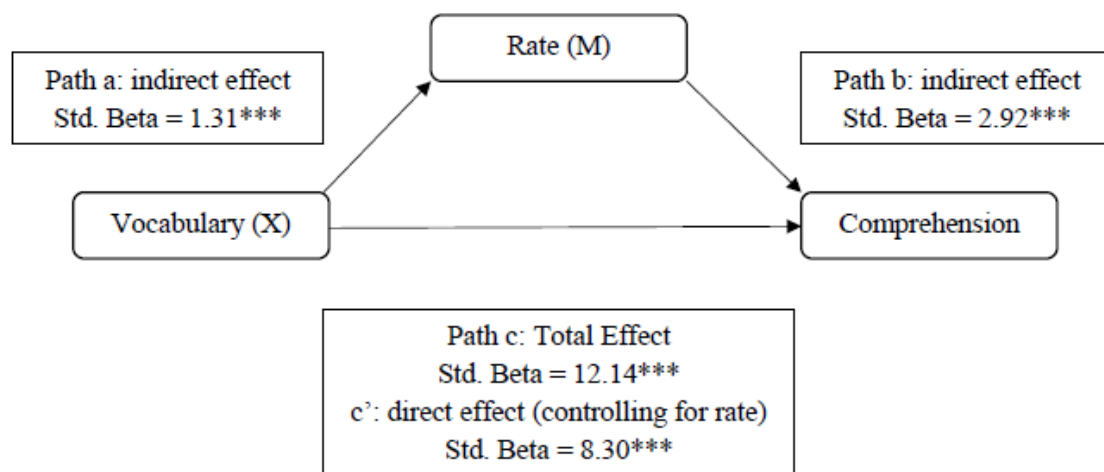 Rate (M)
Path a: indirect effect
Std. Beta = 1.31***
Path b: indirect effect
Std. Beta = 2.92***
Vocabulary (X)
Comprehension
Path c: Total Effect
Std. Beta = 12.14***
c’: direct effect (controlling for rate)
Std. Beta = 8.30***